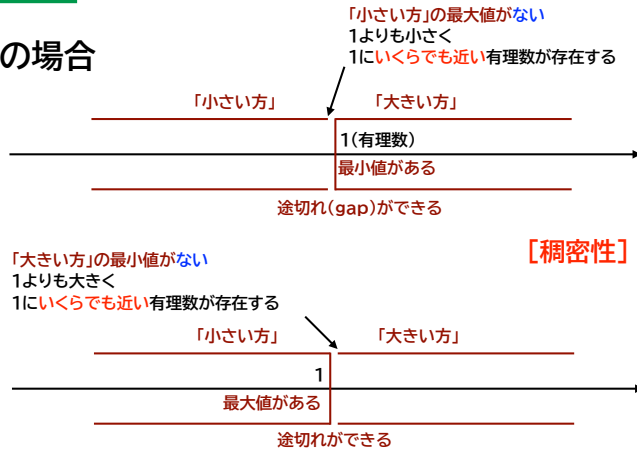 の場合
「小さい方」の最大値がない
1よりも小さく
1にいくらでも近い有理数が存在する
「小さい方」
「大きい方」
1(有理数)
最小値がある
途切れ(gap)ができる
[稠密性]
「大きい方」の最小値がない
1よりも大きく
1にいくらでも近い有理数が存在する
「小さい方」
「大きい方」
1
最大値がある
途切れができる